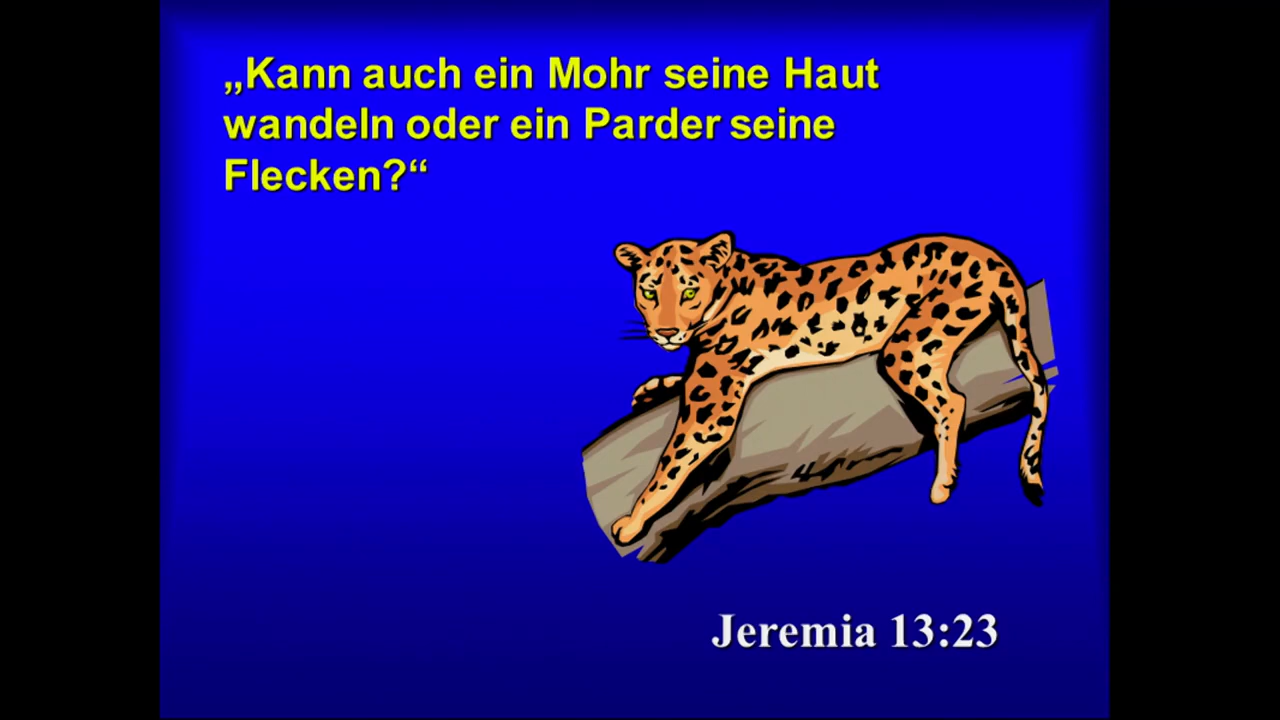 „Kann auch ein Mohr seine Haut
wandeln oder ein Parder seine
Flecken?“
Jeremia 13:23